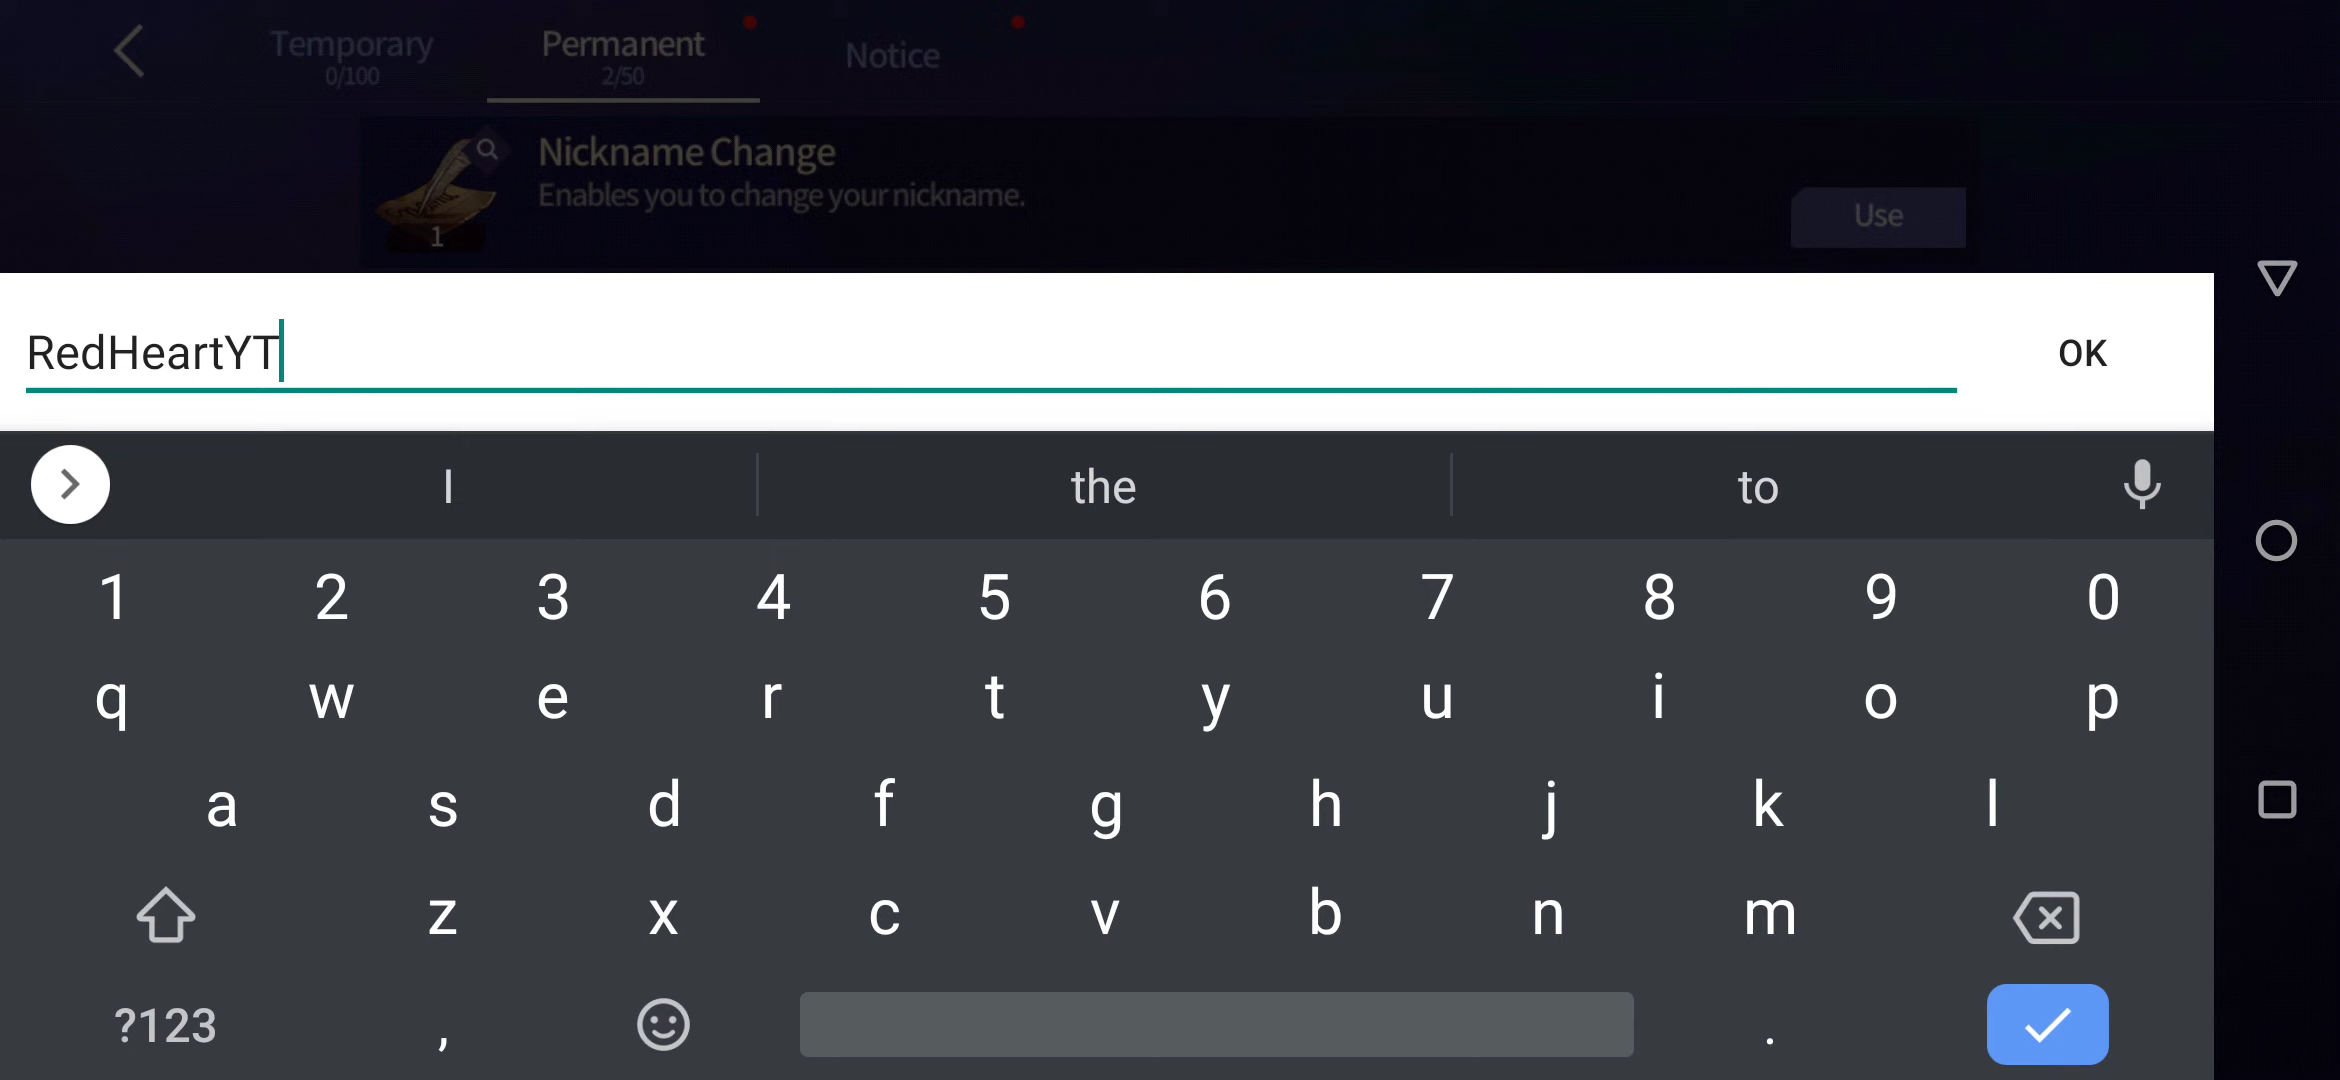 Temporary
0/100
Permanent
2/50
Notice
Nickname Change
Enables you to change your nickname.
1
Use
RedHeartYT
OK
I
the
to
1 2 3 4 5 6 7 8 9 0
q w e r t y u i o p
a s d f g h j k l
z x c v b n m
?123 , .